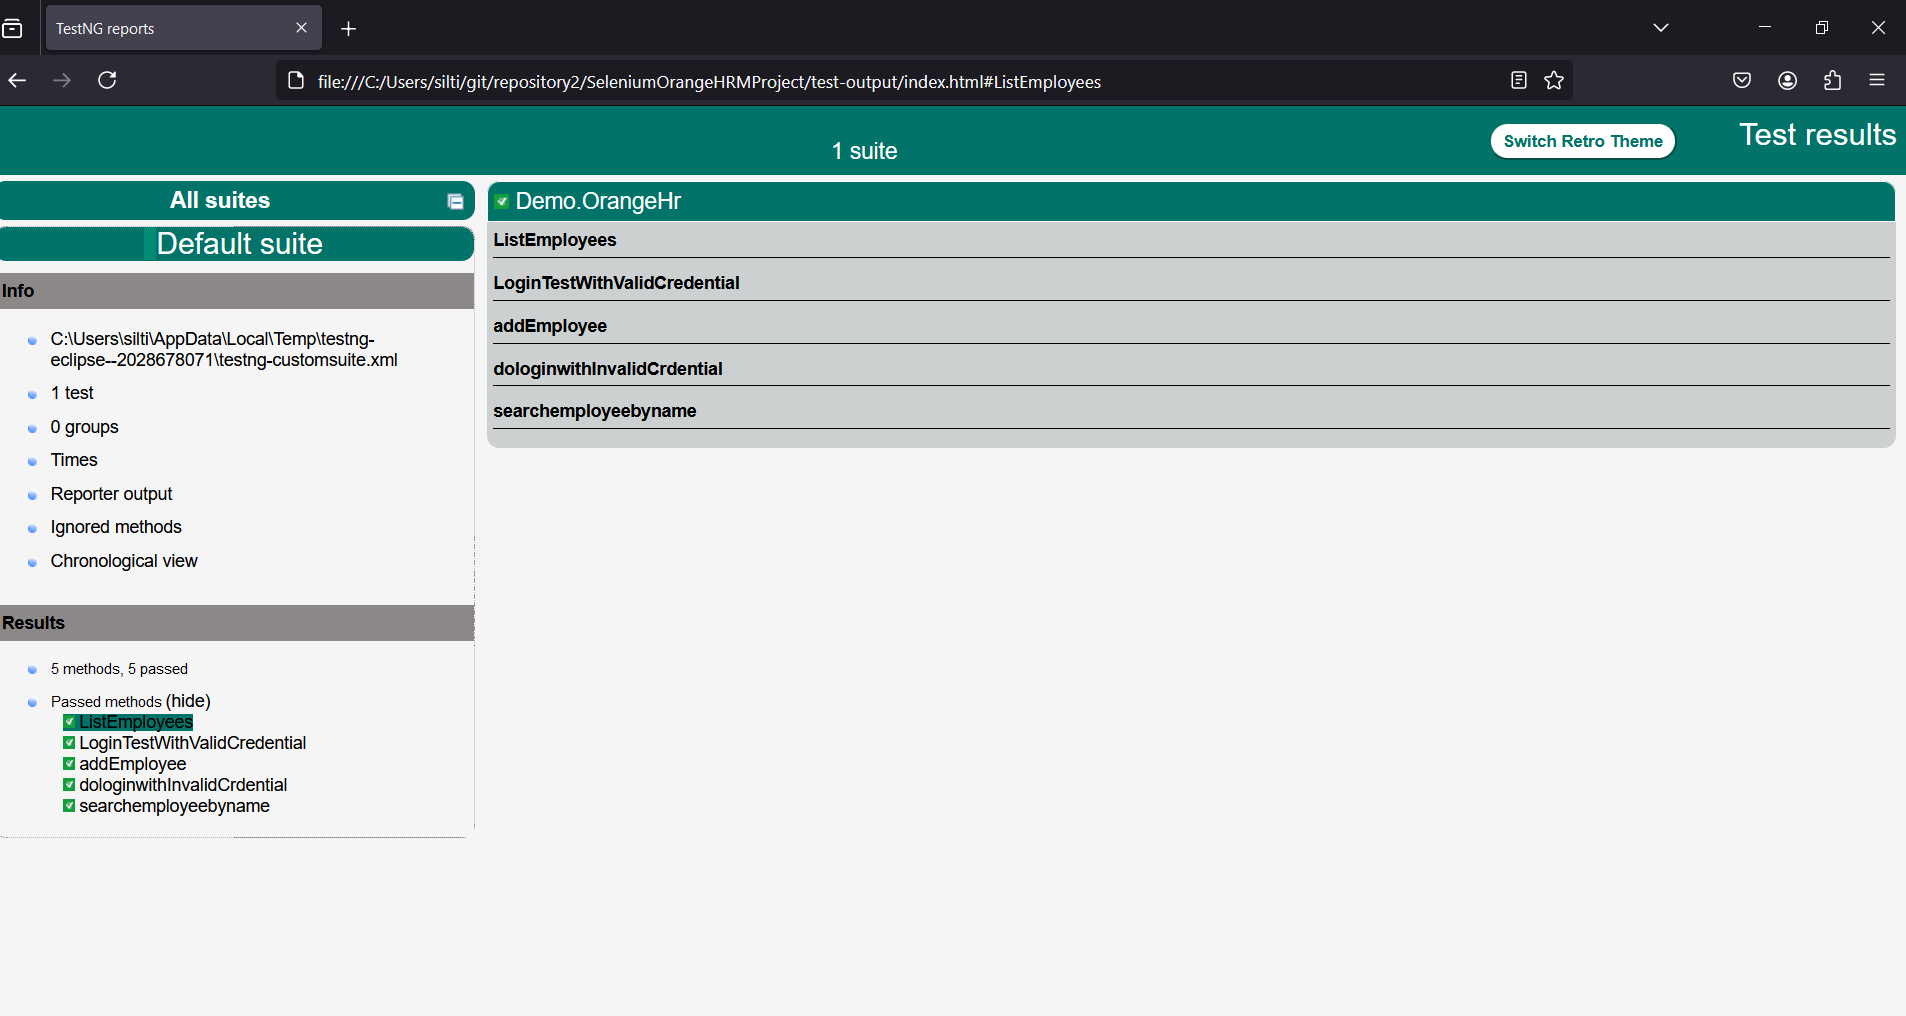 TestNG reports
file:///C:/Users/silti/git/repository2/SeleniumOrangeHRMProject/test-output/index.html#ListEmployees
1 suite
Switch Retro Theme
Test results
All suites
Default suite
Info
C:\Users\silti\AppData\Local\Temp\testng-
eclipse--2028678071\testng-customsuite.xml
1 test
0 groups
Times
Reporter output
Ignored methods
Chronological view
Results
5 methods, 5 passed
Passed methods (hide)
ListEmployees
LoginTestWithValidCredential
addEmployee
dologinwithInvalidCrdential
searchemployeebyname
Demo.OrangeHr
ListEmployees
LoginTestWithValidCredential
addEmployee
dologinwithInvalidCrdential
searchemployeebyname